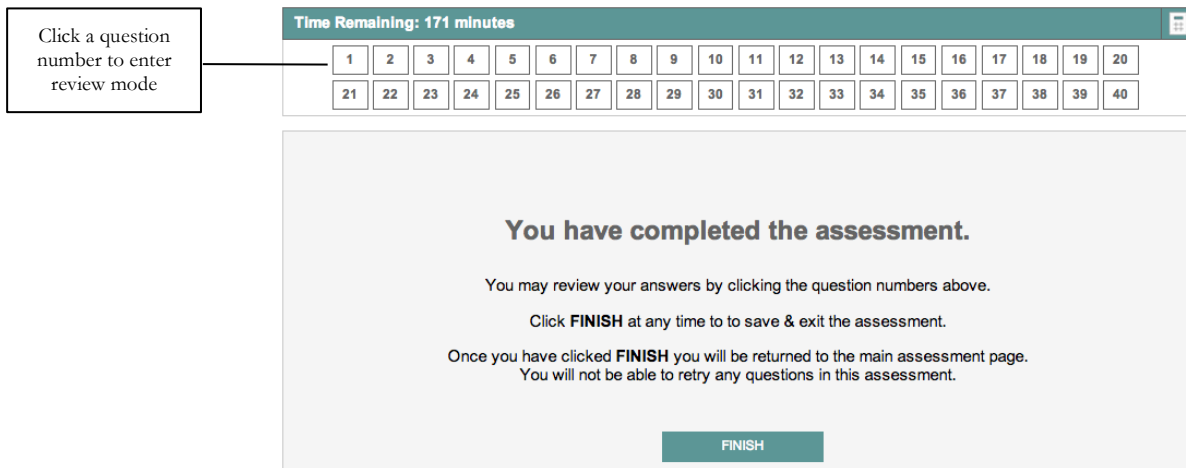 Click a question
number to enter
review mode
Time Remaining: 171 minutes
1 2 3 4 5 6 7 8 9 10 11 12 13 14 15 16 17 18 19 20
21 22 23 24 25 26 27 28 29 30 31 32 33 34 35 36 37 38 39 40
You have completed the assessment.
You may review your answers by clicking the question numbers above.
Click FINISH at any time to to save & exit the assessment.
Once you have clicked FINISH you will be returned to the main assessment page.
You will not be able to retry any questions in this assessment.
FINISH